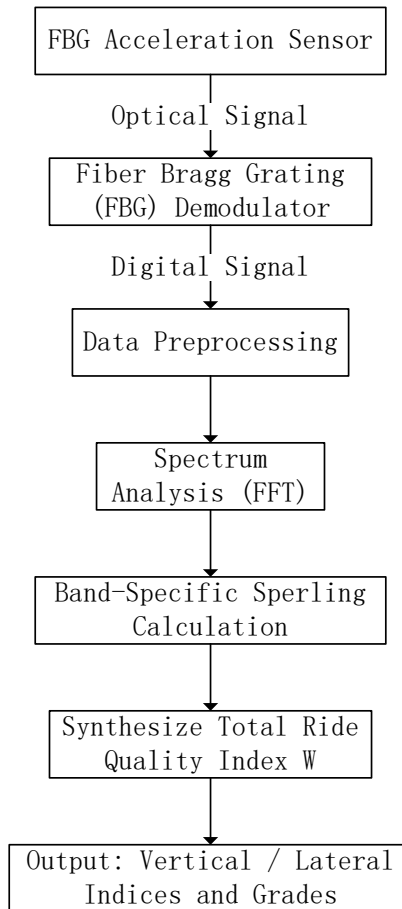 FBG Acceleration Sensor
Optical Signal
Fiber Bragg Grating
(FBG) Demodulator
Digital Signal
Data Preprocessing
Spectrum
Analysis (FFT)
Band-Specific Sperling
Calculation
Synthesize Total Ride
Quality Index W
Output: Vertical / Lateral
Indices and Grades